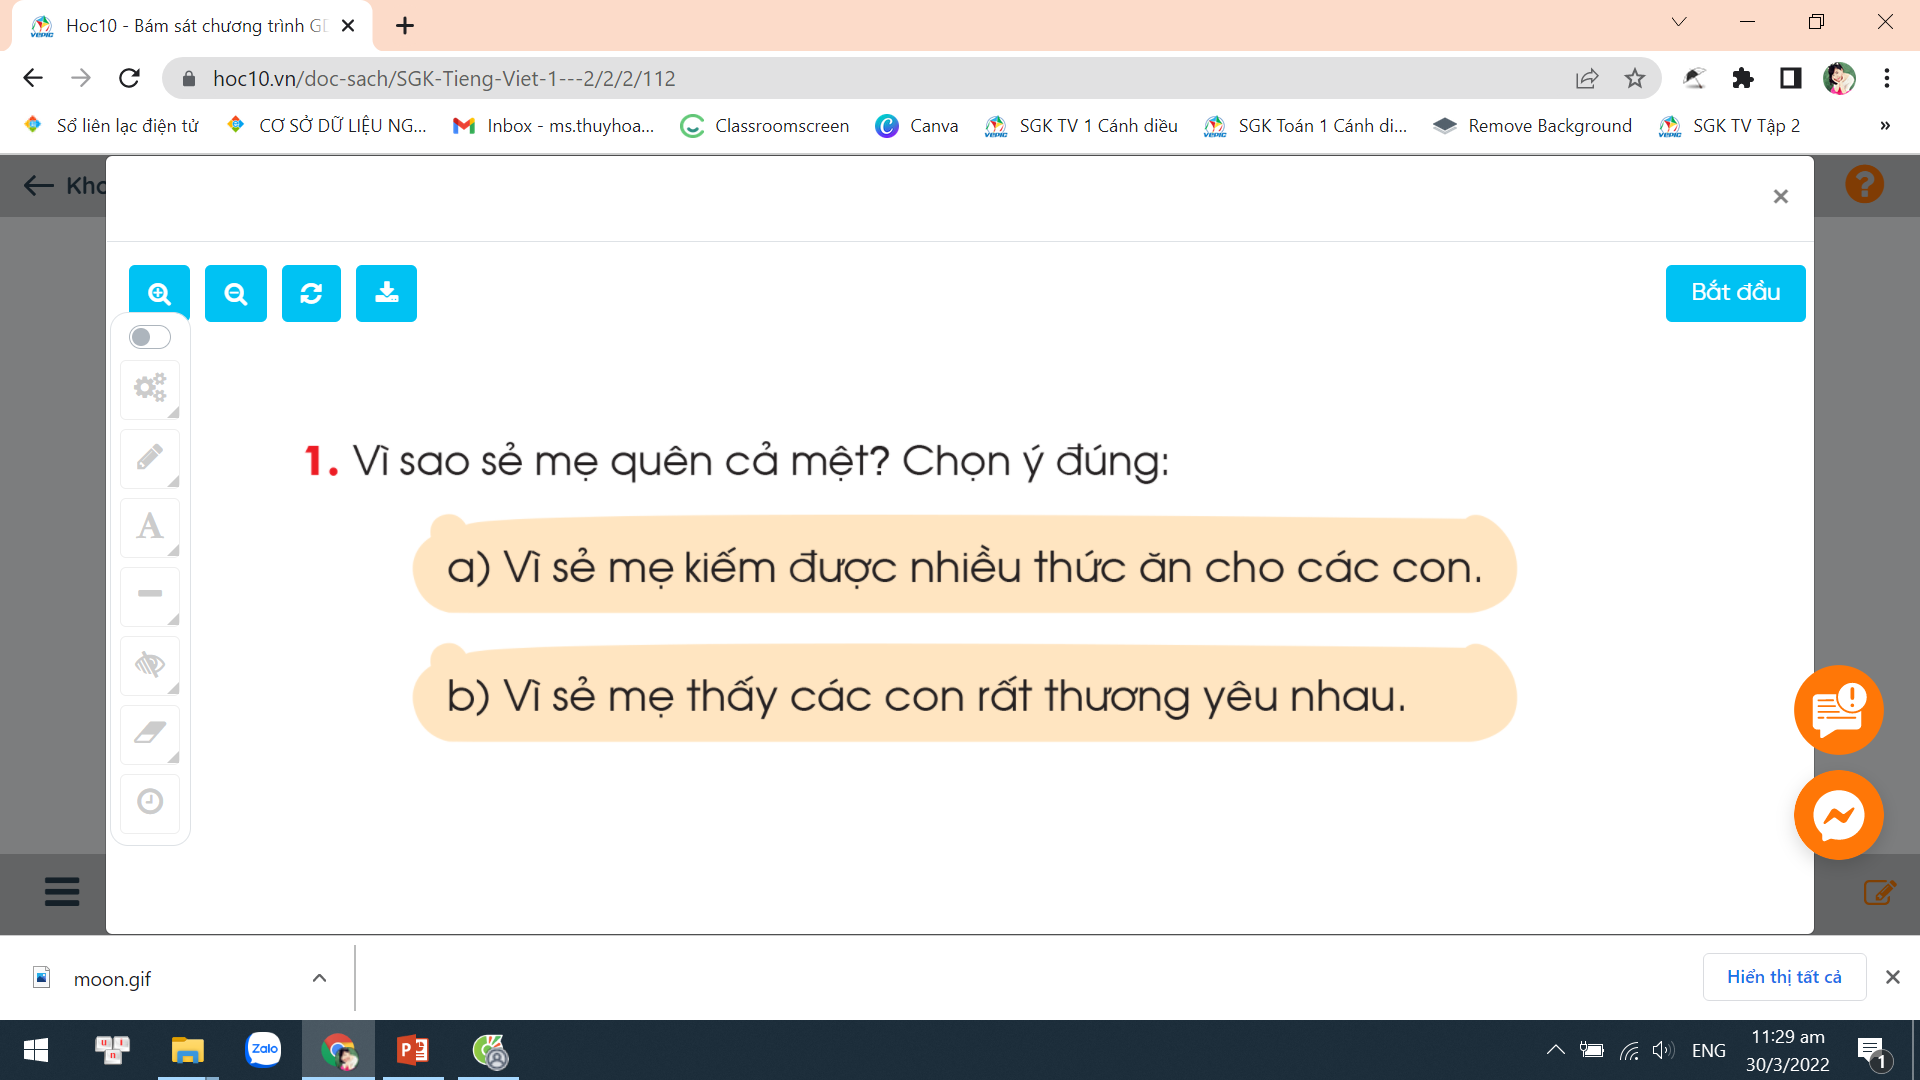 Hoc10 - Bám sát chương trình GD
hoc10.vn/doc-sach/SGK-Tieng-Viet-1---2/2/2/112
Sổ liên lạc điện tử
CƠ SỞ DỮ LIỆU NG...
Inbox - ms.thuyhoa...
Classroomscreen
Canva
SGK TV 1 Cánh diều
SGK Toán 1 Cánh di...
Remove Background
SGK TV Tập 2
»
Kho
Bắt đầu
A
1. Vì sao sẻ mẹ quên cả mệt? Chọn ý đúng:
a) Vì sẻ mẹ kiếm được nhiều thức ăn cho các con.
b) Vì sẻ mẹ thấy các con rất thương yêu nhau.
moon.gif
Hiển thị tất cả
Zalo
ENG
11:29 am
30/3/2022
1